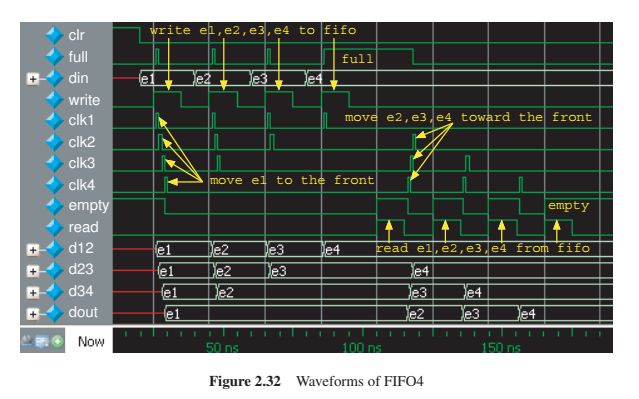 clr write e1,e2,e3,e4 to fifo
full full
din e1 e2 e3 e4
write
clk1 move e2,e3,e4 toward the front
clk2
clk3
clk4 move e1 to the front
empty empty
read
d12 e1 e2 e3 e4 read e1,e2,e3,e4 from fifo
d23 e1 e2 e3 e4
d34 e1 e2 e3 e4
dout e1 e2 e3 e4
Now
50 ns 100 ns 150 ns
Figure 2.32 Waveforms of FIFO4